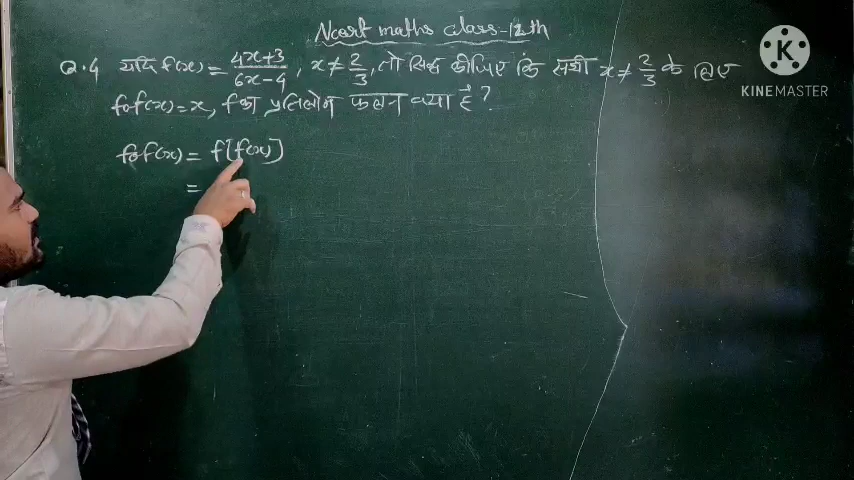 Ncert maths class-12th
Q.4 यदि f(x) = 4x+3/6x-4, x ≠ 2/3, तो सिद्ध कीजिए कि सभी x ≠ 2/3 के लिए
fof(x) = x, f का प्रतिलोम फलन क्या है?
fof(x) = f[f(x)]
=
K
KINEMASTER